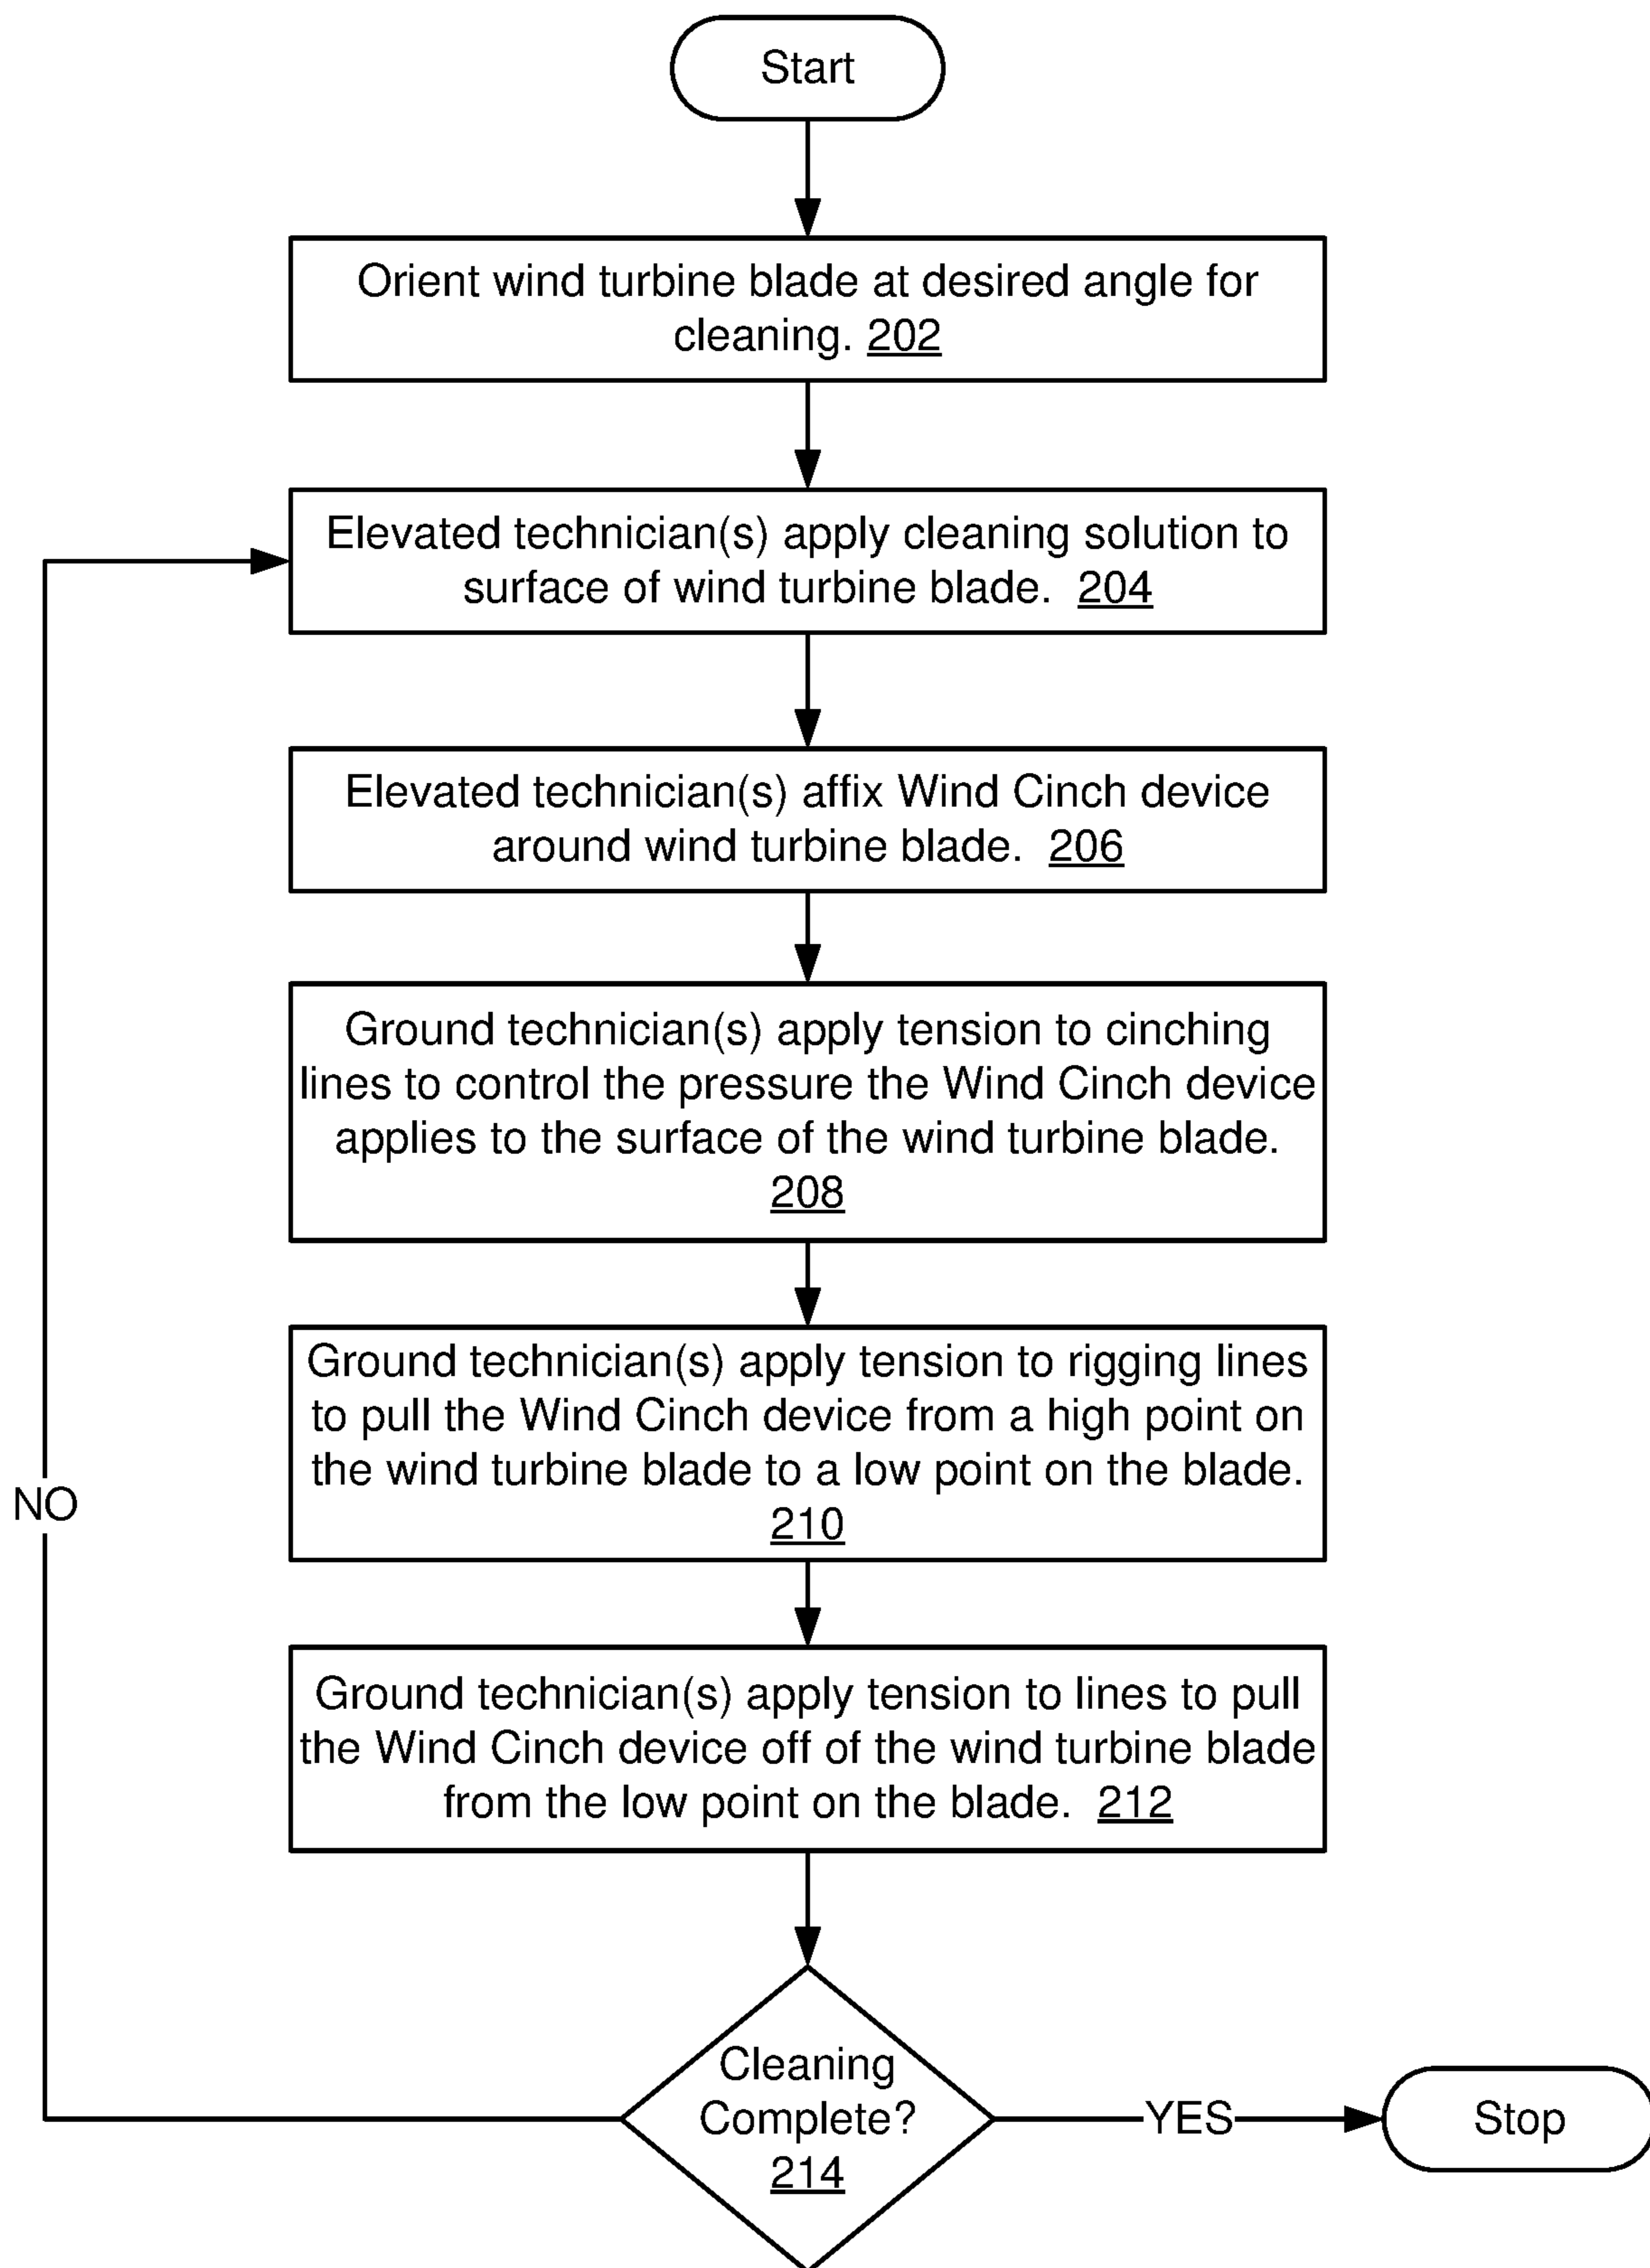 Start
Orient wind turbine blade at desired angle for
cleaning. 202
Elevated technician(s) apply cleaning solution to
surface of wind turbine blade. 204
Elevated technician(s) affix Wind Cinch device
around wind turbine blade. 206
Ground technician(s) apply tension to cinching
lines to control the pressure the Wind Cinch device
applies to the surface of the wind turbine blade.
208
Ground technician(s) apply tension to rigging lines
to pull the Wind Cinch device from a high point on
the wind turbine blade to a low point on the blade.
210
NO
Ground technician(s) apply tension to lines to pull
the Wind Cinch device off of the wind turbine blade
from the low point on the blade. 212
Cleaning
Complete?
214
YES
Stop